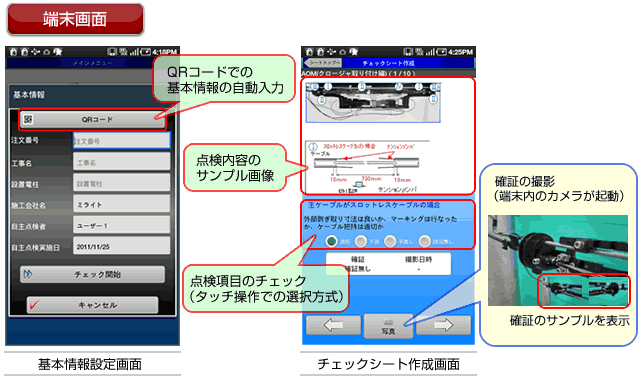 端末画面
4:18PM
メインメニュー
基本情報
QRコード
注文番号
注文番号
工事名
工事名
設置電柱
設置電柱
施工会社名
ミライト
自主点検者
ユーザー1
自主点検実施日
2011/11/25
チェック開始
キャンセル
基本情報設定画面
QRコードでの
基本情報の自動入力
点検内容の
サンプル画像
点検項目のチェック
(タッチ操作での選択方式)
4:25PM
シートトップへ
チェックシート作成
AOM(クロージャ取り付け編) ( 1 / 10 )
スロットレスケーブルの場合
テンションメンバ
ケーブル
10mm
190mm
10mm
テンションメンバ
主ケーブルがスロットレスケーブルの場合
外部剥ぎ取り寸法は良いか、マーキングは行なった
か、ケーブル把持は適切か
良好
不良
手直し
該当無し
確証
撮影日時
確証無し
-
写真
チェックシート作成画面
確証の撮影
(端末内のカメラが起動)
確証のサンプルを表示